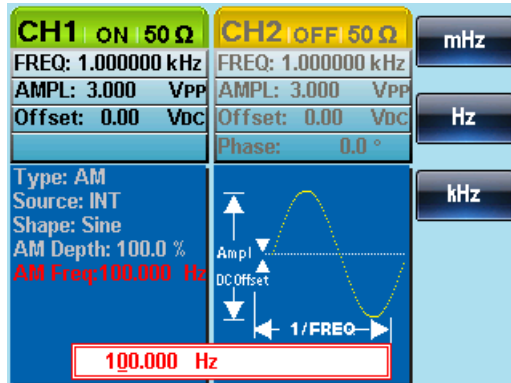 CH1 ON 50 Ω
FREQ: 1.000000 kHz
AMPL: 3.000 VPP
Offset: 0.00 VDC
CH2 OFF 50 Ω
FREQ: 1.000000 kHz
AMPL: 3.000 VPP
Offset: 0.00 VDC
Phase: 0.0 °
mHz
Hz
kHz
Type: AM
Source: INT
Shape: Sine
AM Depth: 100.0 %
AM Freq:100.000 Hz
Ampl
DC Offset
1/FREQ
100.000 Hz